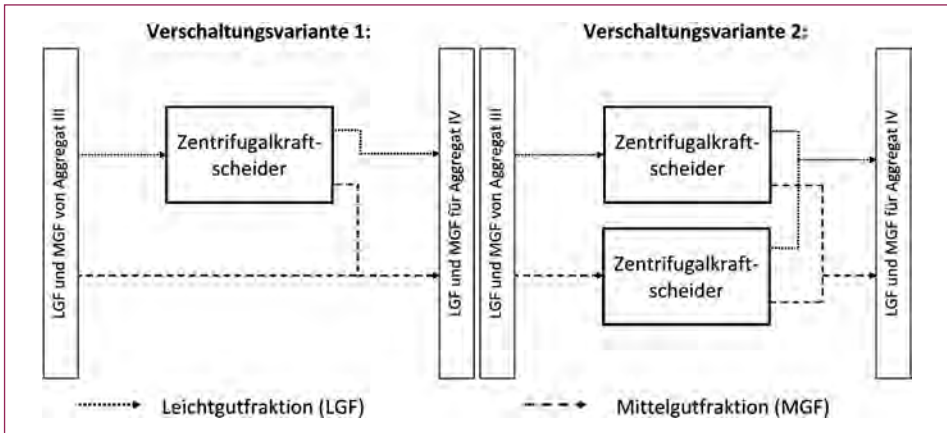 Verschaltungsvariante 1:
LGF und MGF von Aggregat III
Zentrifugalkraft-
scheider
LGF und MGF für Aggregat IV
Verschaltungsvariante 2:
LGF und MGF von Aggregat III
Zentrifugalkraft-
scheider
Zentrifugalkraft-
scheider
LGF und MGF für Aggregat IV
Leichtgutfraktion (LGF)
Mittelgutfraktion (MGF)